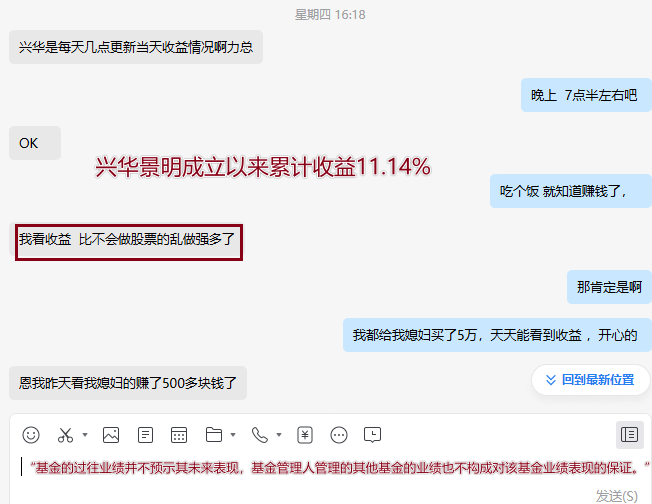 星期四 16:18
兴华是每天几点更新当天收益情况啊力总
晚上 7点半左右吧
OK
兴华景明成立以来累计收益11.14%
吃个饭 就知道赚钱了，
我看收益 比不会做股票的乱做强多了
那肯定是啊
我都给我媳妇买了5万，天天能看到收益 ，开心的
恩我昨天看我媳妇的赚了500多块钱了
回到最新位置
“基金的过往业绩并不预示其未来表现，基金管理人管理的其他基金的业绩也不构成对该基金业绩表现的保证。”
发送(S)